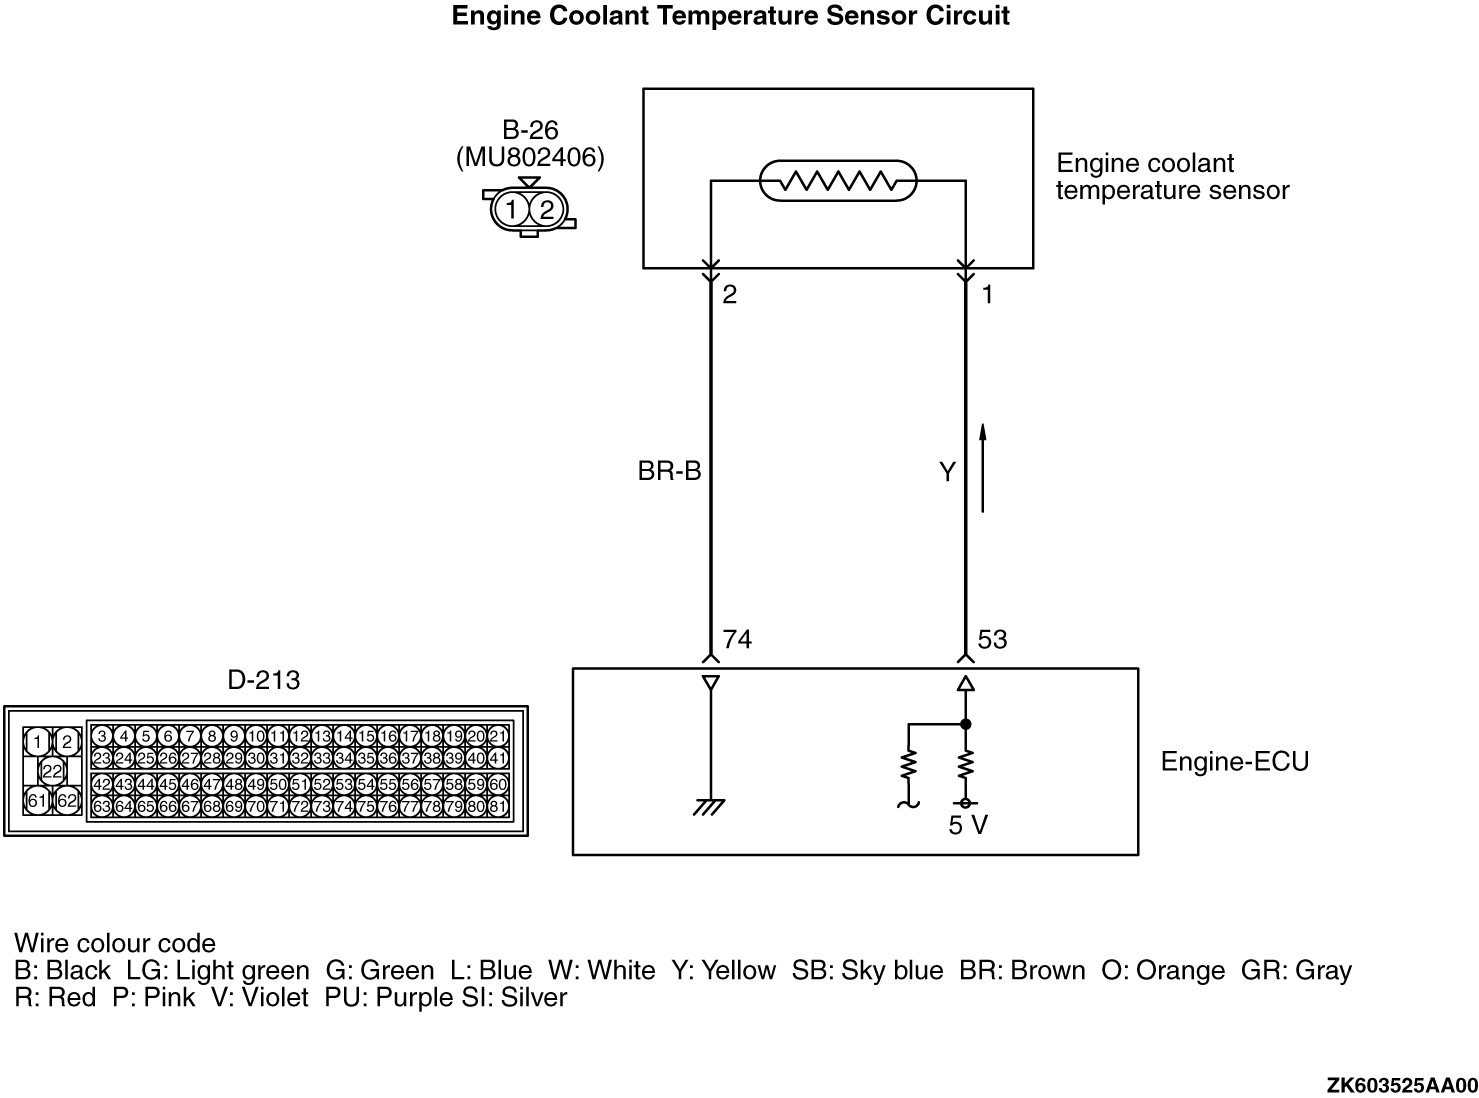 Engine Coolant Temperature Sensor Circuit
B-26
(MU802406)
1 2
Engine coolant
temperature sensor
2
1
BR-B
Y
74
53
D-213
1 2
22
61 62
3 4 5 6 7 8 9 10 11 12 13 14 15 16 17 18 19 20 21
23 24 25 26 27 28 29 30 31 32 33 34 35 36 37 38 39 40 41
42 43 44 45 46 47 48 49 50 51 52 53 54 55 56 57 58 59 60
63 64 65 66 67 68 69 70 71 72 73 74 75 76 77 78 79 80 81
5 V
Engine-ECU
Wire colour code
B: Black LG: Light green G: Green L: Blue W: White Y: Yellow SB: Sky blue BR: Brown O: Orange GR: Gray
R: Red P: Pink V: Violet PU: Purple SI: Silver
ZK603525AA00